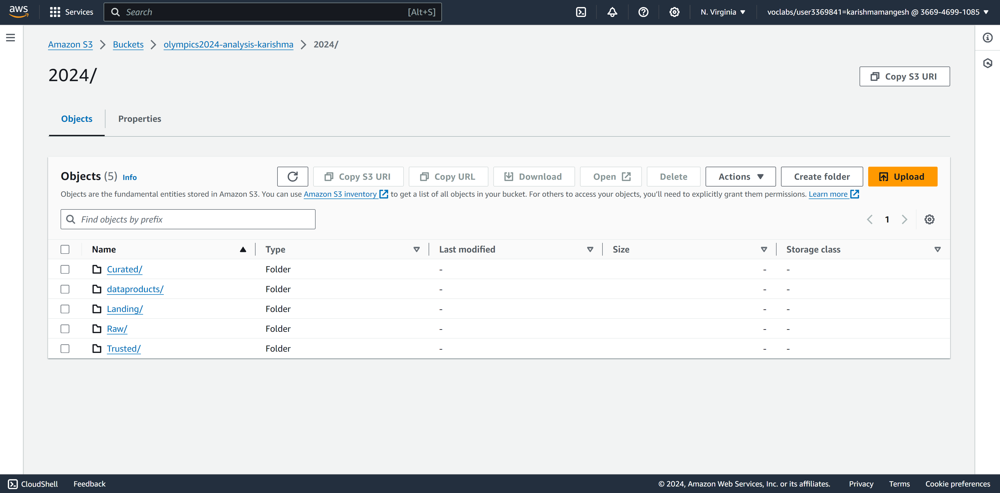 aws Services Search [Alt+S] N. Virginia voclabs/user3369841=karishmamangesh @ 3669-4699-1085
Amazon S3 Buckets olympics2024-analysis-karishma 2024/
2024/
Copy S3 URI
Objects Properties
Objects (5) Info Copy S3 URI Copy URL Download Open Delete Actions Create folder Upload
Objects are the fundamental entities stored in Amazon S3. You can use Amazon S3 inventory to get a list of all objects in your bucket. For others to access your objects, you’ll need to explicitly grant them permissions. Learn more
Find objects by prefix 1
Name Type Last modified Size Storage class
Curated/ Folder - - -
dataproducts/ Folder - - -
Landing/ Folder - - -
Raw/ Folder - - -
Trusted/ Folder - - -
CloudShell Feedback © 2024, Amazon Web Services, Inc. or its affiliates. Privacy Terms Cookie preferences